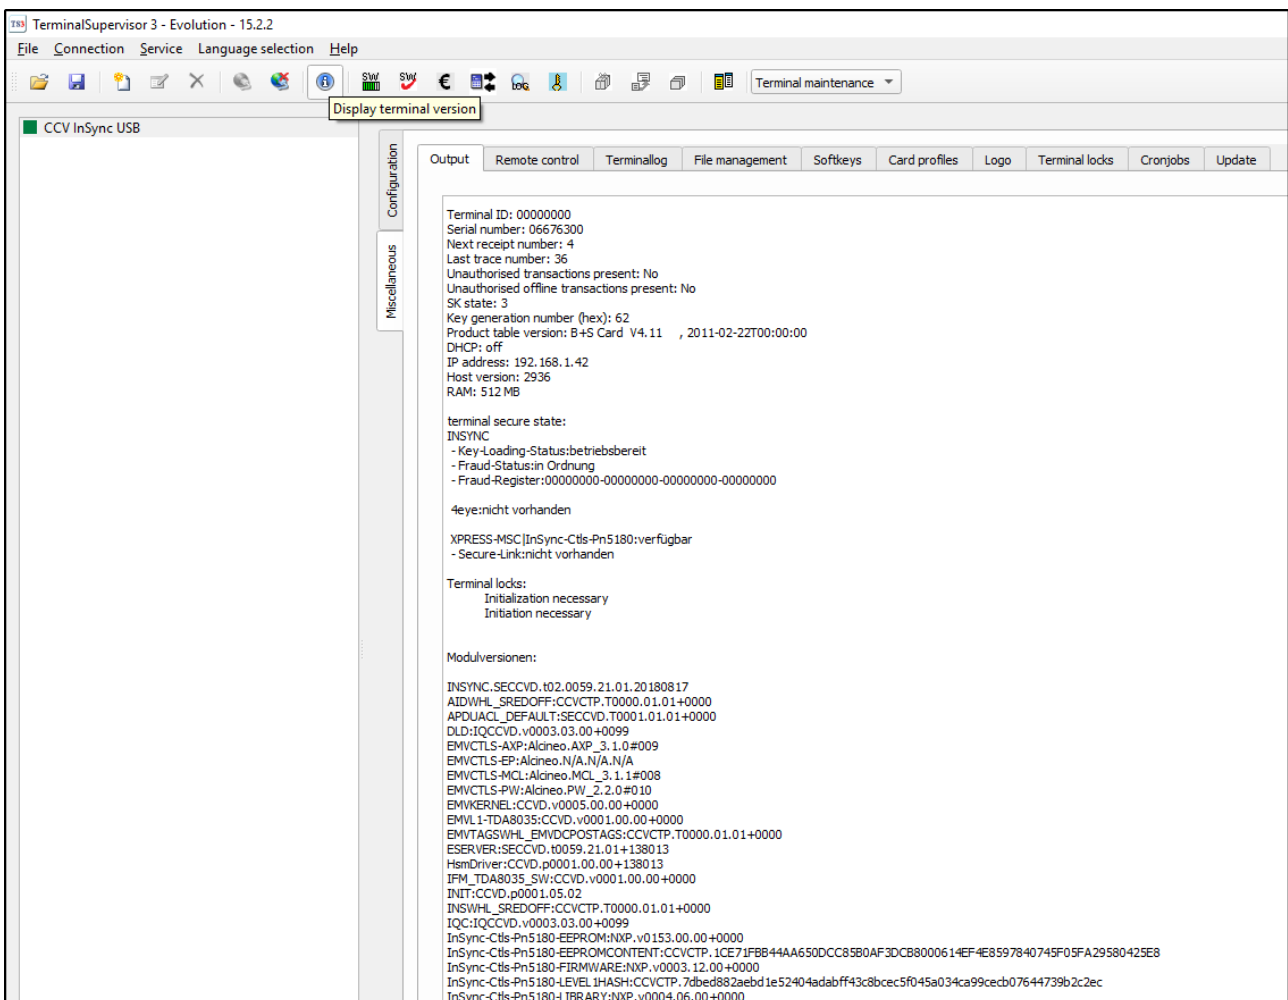 TS3 TerminalSupervisor 3 - Evolution - 15.2.2
File Connection Service Language selection Help
SW SW € LOG Terminal maintenance
Display terminal version
CCV InSync USB
Configuration
Miscellaneous
Output Remote control Terminallog File management Softkeys Card profiles Logo Terminal locks Cronjobs Update
Terminal ID: 00000000
Serial number: 06676300
Next receipt number: 4
Last trace number: 36
Unauthorised transactions present: No
Unauthorised offline transactions present: No
SK state: 3
Key generation number (hex): 62
Product table version: B+S Card V4.11 , 2011-02-22T00:00:00
DHCP: off
IP address: 192.168.1.42
Host version: 2936
RAM: 512 MB
terminal secure state:
INSYNC
- Key-Loading-Status:betriebsbereit
- Fraud-Status:in Ordnung
- Fraud-Register:00000000-00000000-00000000-00000000
4eye:nicht vorhanden
XPRESS-MSC|InSync-Ctls-Pn5180:verfügbar
- Secure-Link:nicht vorhanden
Terminal locks:
Initialization necessary
Initiation necessary
Modulversionen:
INSYNC.SECCVD.t02.0059.21.01.20180817
AIDWHL_SREDOFF:CCVCTP.T0000.01.01+0000
APDUACL_DEFAULT:SECCVD.T0001.01.01+0000
DLD:IQCCVD.v0003.03.00+0099
EMVCTLS-AXP:Alcineo.AXP_3.1.0#009
EMVCTLS-EP:Alcineo.N/A.N/A.N/A
EMVCTLS-MCL:Alcineo.MCL_3.1.1#008
EMVCTLS-PW:Alcineo.PW_2.2.0#010
EMVKERNEL:CCVD.v0005.00.00+0000
EMVL1-TDA8035:CCVD.v0001.00.00+0000
EMVTAGSWHL_EMVDCPOSTAGS:CCVCTP.T0000.01.01+0000
ESERVER:SECCVD.t0059.21.01+138013
HsmDriver:CCVD.p0001.00.00+138013
IFM_TDA8035_SW:CCVD.v0001.00.00+0000
INIT:CCVD.p0001.05.02
INSWHL_SREDOFF:CCVCTP.T0000.01.01+0000
IQC:IQCCVD.v0003.03.00+0099
InSync-Ctls-Pn5180-EEPROM:NXP.v0153.00.00+0000
InSync-Ctls-Pn5180-EEPROMCONTENT:CCVCTP.1CE71FBB44AA650DCC85B0AF3DCB8000614EF4E8597840745F05FA29580425E8
InSync-Ctls-Pn5180-FIRMWARE:NXP.v0003.12.00+0000
InSync-Ctls-Pn5180-LEVEL1HASH:CCVCTP.7dbed882aebd1e52404adabff43c8bcec5f045a034ca99cecb07644739b2c2ec
InSync-Ctls-Pn5180-LIBRARY:NXP.v0004.06.00+0000